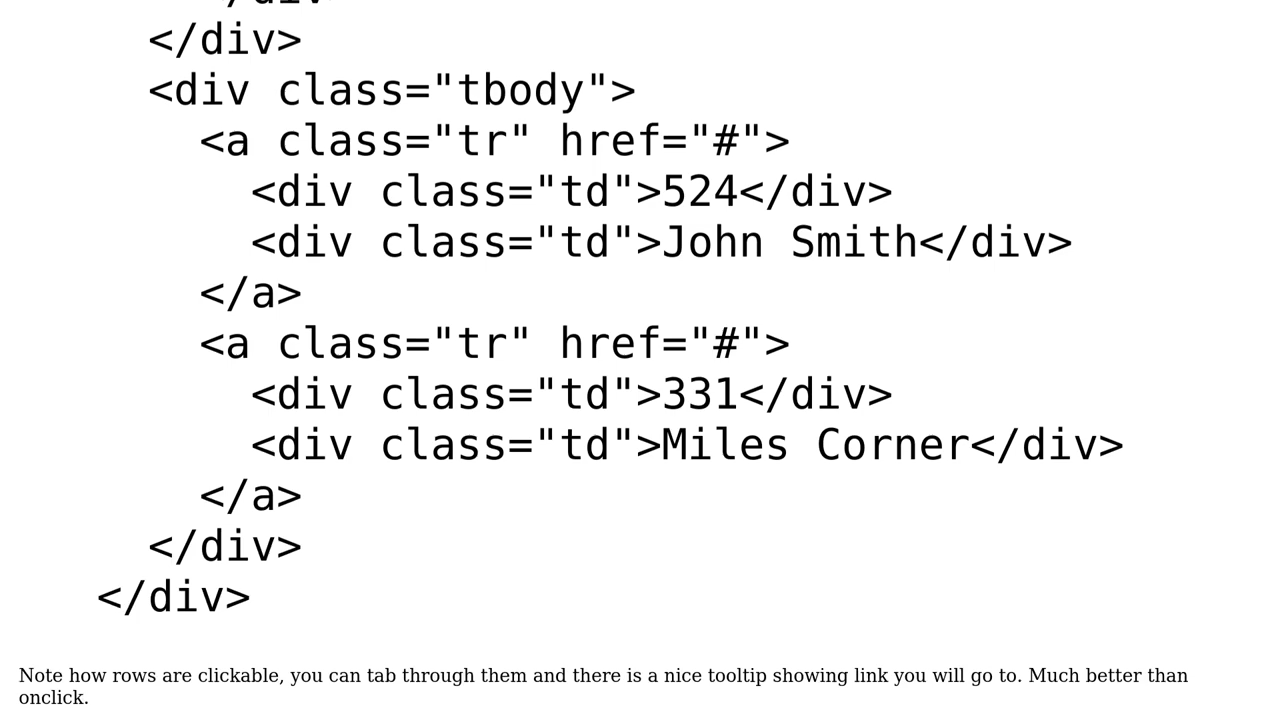 </div>
</div>
<div class="tbody">
<a class="tr" href="#">
<div class="td">524</div>
<div class="td">John Smith</div>
</a>
<a class="tr" href="#">
<div class="td">331</div>
<div class="td">Miles Corner</div>
</a>
</div>
</div>
Note how rows are clickable, you can tab through them and there is a nice tooltip showing link you will go to. Much better than
onclick.